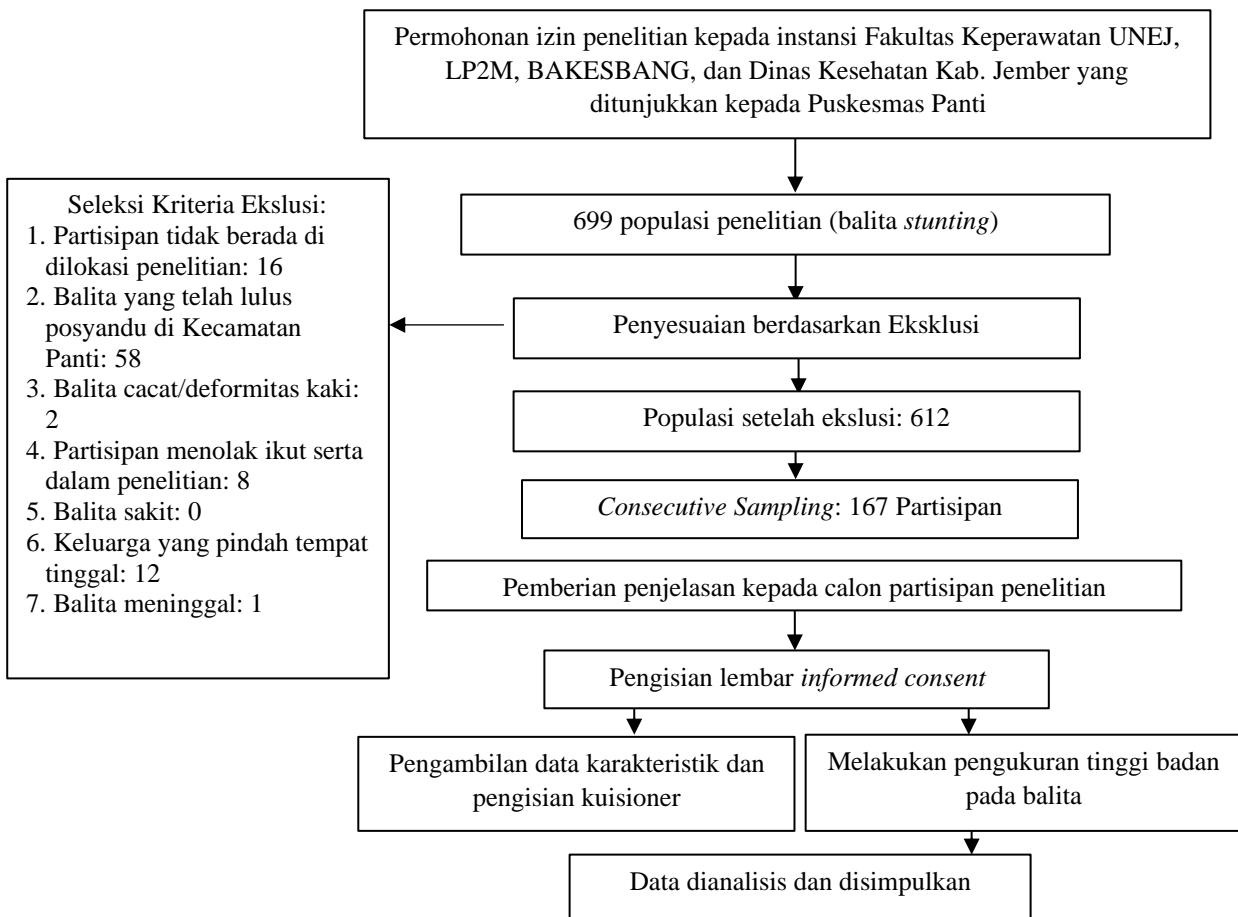 Permohonan izin penelitian kepada instansi Fakultas Keperawatan UNEJ,
LP2M, BAKESBANG, dan Dinas Kesehatan Kab. Jember yang
ditunjukkan kepada Puskesmas Panti
699 populasi penelitian (balita stunting)
Penyesuaian berdasarkan Eksklusi
Seleksi Kriteria Ekslusi:
1. Partisipan tidak berada di
dilokasi penelitian: 16
2. Balita yang telah lulus
posyandu di Kecamatan
Panti: 58
3. Balita cacat/deformitas kaki:
2
4. Partisipan menolak ikut serta
dalam penelitian: 8
5. Balita sakit: 0
6. Keluarga yang pindah tempat
tinggal: 12
7. Balita meninggal: 1
Populasi setelah ekslusi: 612
Consecutive Sampling: 167 Partisipan
Pemberian penjelasan kepada calon partisipan penelitian
Pengisian lembar informed consent
Pengambilan data karakteristik dan
pengisian kuisioner
Melakukan pengukuran tinggi badan
pada balita
Data dianalisis dan disimpulkan